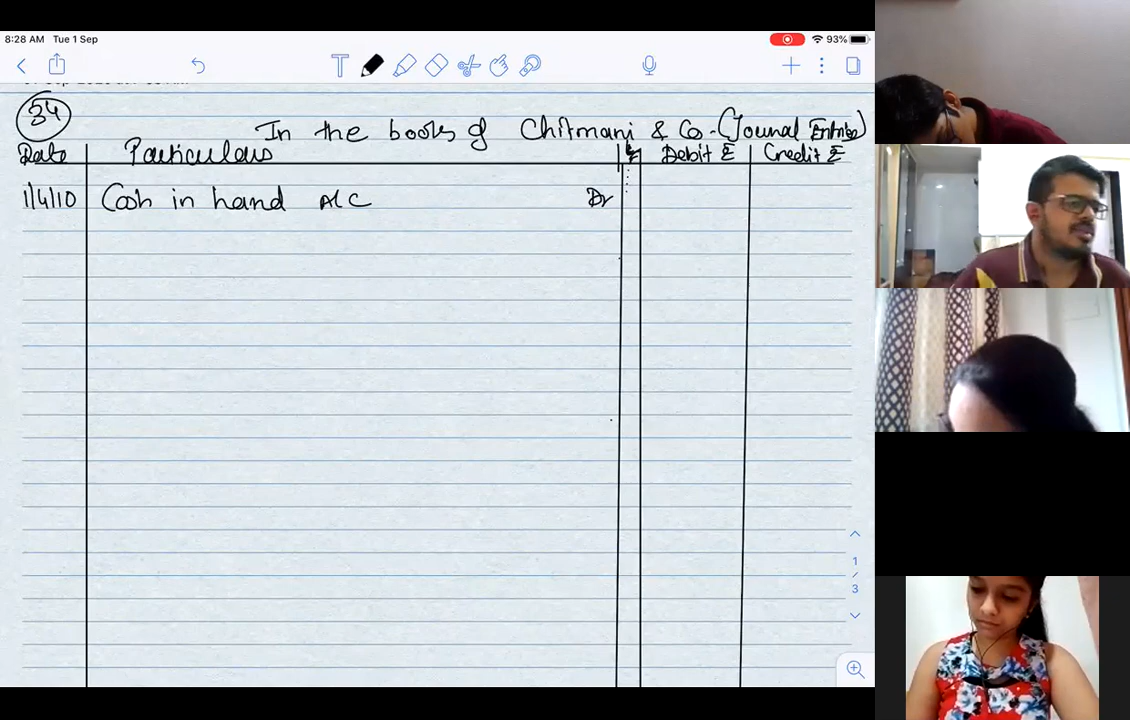 8:28 AM Tue 1 Sep 93%
34
In the books of Chitmani & Co. (Journal Entries)
Date Particulars Debit ₹ Credit ₹
1/4/10 Cash in hand A/C Dr
1
/
3